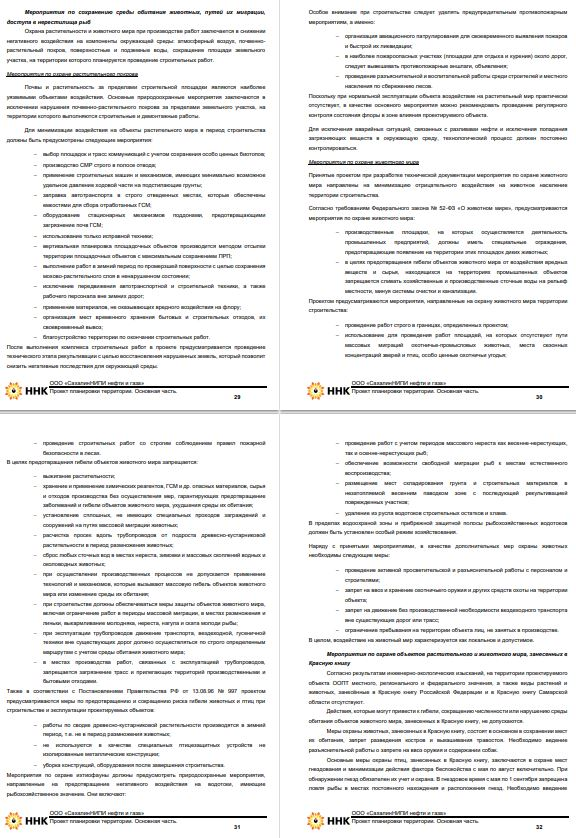 Мероприятия по сохранению среды обитания животных, путей их миграции,
доступа в нерестилища рыб
Охрана растительности и животного мира при производстве работ заключается в снижении
негативного воздействия на компоненты окружающей среды: атмосферный воздух, почвенно-
растительный покров, поверхностные и подземные воды, сокращение площади земельного
участка, на территории которого планируется проведение строительных работ.
Мероприятия по охране растительного покрова
Почвы и растительность за пределами строительной площадки являются наиболее
уязвимыми объектами воздействия. Основные природоохранные мероприятия заключаются в
исключении нарушения почвенно-растительного покрова за пределами земельного участка, на
территории которого выполняются строительные и демонтажные работы.
Для минимизации воздействия на объекты растительного мира в период строительства
должны быть предусмотрены следующие мероприятия:
– выбор площадок и трасс коммуникаций с учетом сохранения особо ценных биотопов;
– производство СМР строго в полосе отвода;
– применение строительных машин и механизмов, имеющих минимально возможное
удельное давление ходовой части на подстилающие грунты;
– заправка автотранспорта в строго отведенных местах, которые обеспечены
емкостями для сбора отработанных ГСМ;
– оборудование стационарных механизмов поддонами, предотвращающими
загрязнение почв ГСМ;
– использование только исправной техники;
– вертикальная планировка площадочных объектов производится методом отсыпки
территории площадочных объектов с максимальным сохранением ПРП;
– выполнение работ в зимний период по промерзшей поверхности с целью сохранения
мохово-растительного слоя в ненарушенном состоянии;
– исключение передвижения автотранспортной и строительной техники, а также
рабочего персонала вне зимних дорог;
– применение материалов, не оказывающих вредного воздействия на флору;
– организация мест временного хранения бытовых и строительных отходов, их
своевременный вывоз;
– благоустройство территории по окончании строительных работ.
После выполнения комплекса строительных работ в проекте предусматривается проведение
технического этапа рекультивации с целью восстановления нарушенных земель, который позволит
снизить негативные последствия для окружающей среды.
ННК
ООО «СахалинНИПИ нефти и газа»
Проект планировки территории. Основная часть.
29
Особое внимание при строительстве следует уделять предупредительным противопожарным
мероприятиям, а именно:
– организация авиационного патрулирования для своевременного выявления пожаров
и быстрой их ликвидации;
– в наиболее пожароопасных участках (площадки для отдыха и курения) около дорог,
следует вывешивать противопожарные аншлаги, объявления;
– проведение разъяснительной и воспитательной работы среди строителей и местного
населения по сбережению лесов.
Поскольку при нормальной эксплуатации объекта воздействие на растительный мир практически
отсутствует, в качестве основного мероприятия можно рекомендовать проведение регулярного
контроля состояния флоры в зоне влияния проектируемого объекта.
Для исключения аварийных ситуаций, связанных с разливами нефти и исключения попадания
загрязняющих веществ в окружающую среду, технологический процесс должен постоянно
контролироваться.
Мероприятия по охране животного мира
Принятые проектом при разработке технической документации мероприятия по охране животного
мира направлены на минимизацию отрицательного воздействия на животное население
территории строительства.
Согласно требованиям Федерального закона № 52-ФЗ «О животном мире», предусматриваются
мероприятия по охране животного мира:
– производственные площадки, на которых осуществляется деятельность
промышленных предприятий, должны иметь специальные ограждения,
предотвращающие появление на территории этих площадок диких животных;
– в целях предотвращения гибели объектов животного мира от воздействия вредных
веществ и сырья, находящихся на территориях промышленных объектов
запрещается сливать хозяйственные и производственные сточные воды на рельеф
местности, минуя системы очистки и канализации.
Проектом предусматриваются мероприятия, направленные на охрану животного мира территории
строительства:
– проведение работ строго в границах, определенных проектом;
– использование для проведения работ площадей, на которых отсутствуют пути
массовых миграций охотничье-промысловых животных, места сезонных
концентраций зверей и птиц, особо ценные охотничьи угодья;
ННК
ООО «СахалинНИПИ нефти и газа»
Проект планировки территории. Основная часть.
30
– проведение строительных работ со строгим соблюдением правил пожарной
безопасности в лесах.
В целях предотвращения гибели объектов животного мира запрещается:
– выжигание растительности;
– хранение и применение химических реагентов, ГСМ и др. опасных материалов, сырья
и отходов производства без осуществления мер, гарантирующих предотвращение
заболеваний и гибели объектов животного мира, ухудшения среды их обитания;
– установление сплошных, не имеющих специальных проходов заграждений и
сооружений на путях массовой миграции животных;
– расчистка просек вдоль трубопроводов от подроста древесно-кустарниковой
растительности в период размножения животных;
– сброс любых сточных вод в местах нереста, зимовки и массовых скоплений водных и
околоводных животных;
– при осуществлении производственных процессов не допускается применение
технологий и механизмов, которые вызывают массовую гибель объектов животного мира
или изменение среды их обитания;
– при строительстве должны обеспечиваться меры защиты объектов животного мира,
включая ограничение работ в периоды массовой миграции, в местах размножения и
линьки, выкармливание молодняка, нереста, нагула и ската молоди рыбы;
– при эксплуатации трубопроводов движение транспорта, вездеходной, гусеничной
техники вне существующих дорог должно осуществляться по строго определенным
маршрутам с учетом среды обитания животного мира;
– в местах производства работ, связанных с эксплуатацией трубопроводов,
запрещается загрязнение трасс и прилегающих территорий производственными и
бытовыми отходами.
Также в соответствии с Постановлением Правительства РФ от 13.08.96 № 997 проектом
предусматриваются меры по предотвращению и сокращению риска гибели животных и птиц при
строительстве и эксплуатации проектируемых объектов:
– работы по сводке древесно-кустарниковой растительности производятся в зимний
период, т.е. не в период размножения животных;
– не используются в качестве специальных птицезащитных устройств не
изолированные металлические конструкции;
– уборка конструкций, оборудования после завершения строительства.
Мероприятия по охране ихтиофауны должны предусмотреть природоохранные мероприятия,
направленные на предотвращение негативного воздействия на водотоки, имеющие
рыбохозяйственное значение. Они включают:
ННК
ООО «СахалинНИПИ нефти и газа»
Проект планировки территории. Основная часть.
31
– проведение работ с учетом периодов массового нереста как весенне-нерестующих,
так и осенне-нерестующих рыб;
– обеспечение возможности свободной миграции рыб к местам естественного
воспроизводства;
– размещение мест складирования грунта и строительных материалов в
незатопляемой весенним паводком зоне с последующей рекультивацией
поврежденных участков;
– удаление из русла водотоков строительных остатков и хлама.
В пределах водоохранной зоны и прибрежной защитной полосы рыбохозяйственных водотоков
должен быть установлен особый режим хозяйствования.
Наряду с принятыми мероприятиями, в качестве дополнительных мер охраны животных
необходимы следующие меры:
– проведение активной просветительской и разъяснительной работы с персоналом и
строителями;
– запрет на ввоз и хранение охотничьего оружия и других средств охоты на территории
объекта;
– запрет на движение без производственной необходимости вездеходного транспорта
вне существующих дорог или трасс;
– ограничение пребывания на территории объекта лиц, не занятых в производстве.
В целом, воздействие на животный мир характеризуется как локальное и допустимое.
Мероприятия по охране объектов растительного и животного мира, занесенных в
Красную книгу
Согласно результатам инженерно-экологических изысканий, на территории проектируемого
объекта ООПТ местного, регионального и федерального значения, а также виды растений и
животных, занесённых в Красную книгу Российской Федерации и в Красную книгу Самарской
области отсутствуют.
Действия, которые могут привести к гибели, сокращению численности или нарушению среды
обитания объектов животного мира, занесенных в Красную книгу, не допускаются.
Меры охраны животных, занесенных в Красную книгу, состоят в основном в сохранении мест
их обитания, запрет разведения костров и выкашивания травостоя. Необходимо ведение
разъяснительной работы о запрете на ввоз оружия и содержании собак.
Основные меры охраны птиц, занесенных в Красную книгу, заключаются в охране мест
гнездования и минимизации действия фактора беспокойства с мая по август включительно. При
обнаружении гнезд обязателен их учет и охрана. В гнездовое время с мая по 1 сентября запрещена
ловля рыбы в местах постоянного нахождения и расположения гнезд. Необходимо введение
ННК
ООО «СахалинНИПИ нефти и газа»
Проект планировки территории. Основная часть.
32